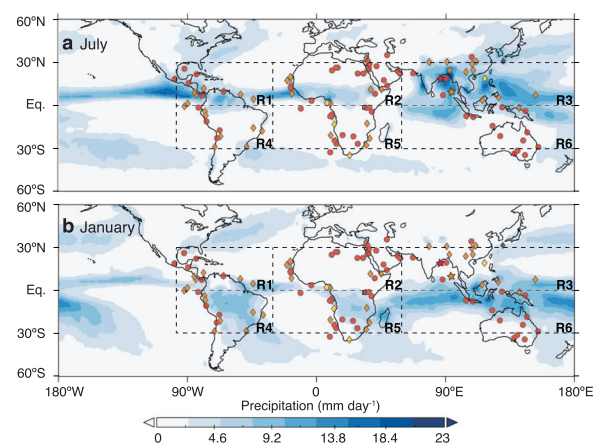 60°N
a July
30°N
Eq.
R1 R2 R3
30°S
R4 R5 R6
60°S
60°N
b January
30°N
Eq.
R1 R2 R3
30°S
R4 R5 R6
60°S
180°W 90°W 0 90°E 180°E
Precipitation (mm day-1)
0 4.6 9.2 13.8 18.4 23